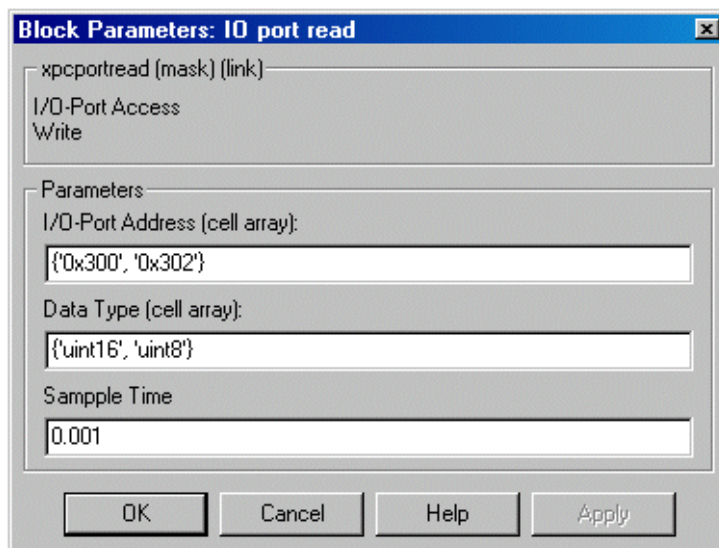 Block Parameters: IO port read
xpcportread (mask) (link)
I/O-Port Access
Write
Parameters
I/O-Port Address (cell array):
{'0x300', '0x302'}
Data Type (cell array):
{'uint16', 'uint8'}
Sampple Time
0.001
OK Cancel Help Apply